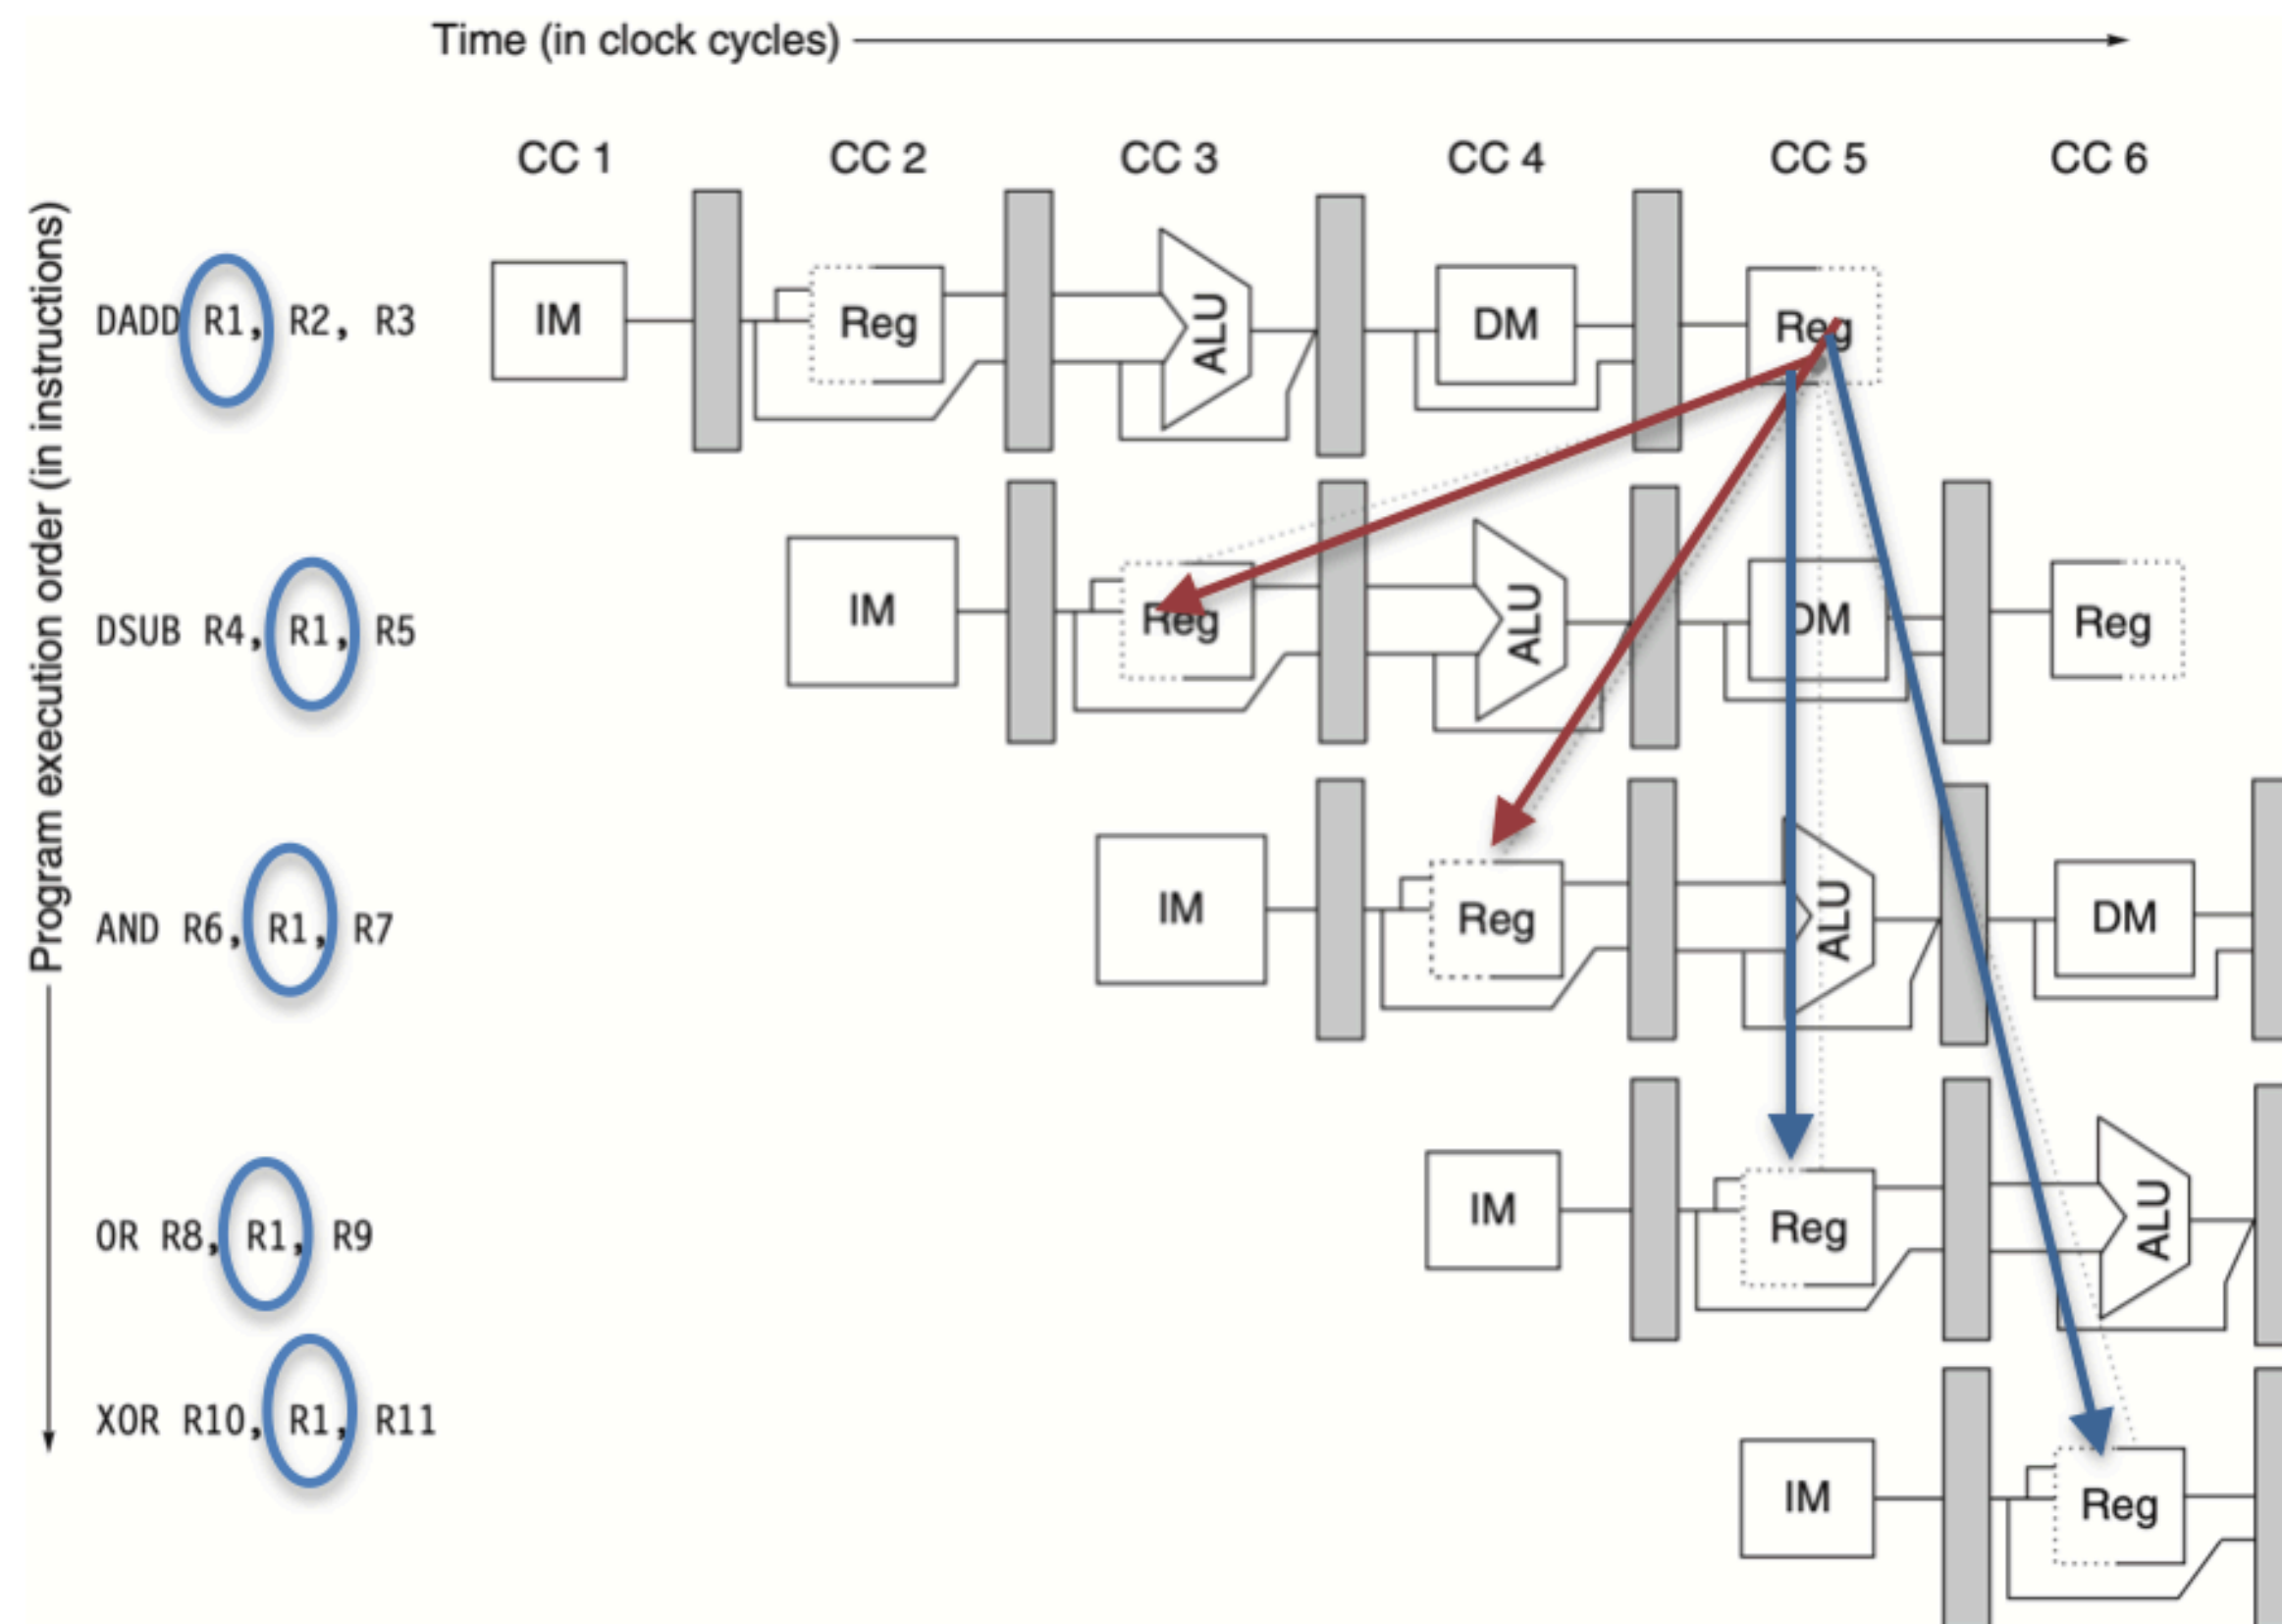 Time (in clock cycles)
CC 1 CC 2 CC 3 CC 4 CC 5 CC 6
Program execution order (in instructions)
DADD R1, R2, R3 IM Reg ALU DM Reg
DSUB R4, R1, R5 IM Reg ALU DM Reg
AND R6, R1, R7 IM Reg ALU DM
OR R8, R1, R9 IM Reg ALU
XOR R10, R1, R11 IM Reg